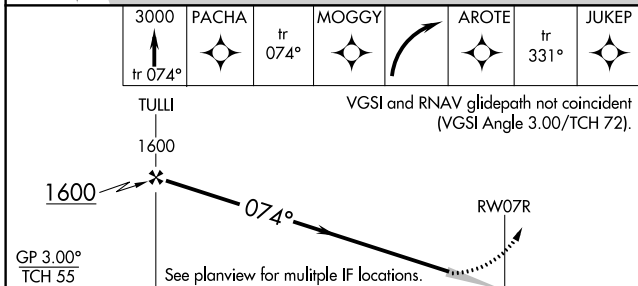 3000
tr 074°
PACHA
tr
074°
MOGGY
AROTE
tr
331°
JUKEP
TULLI
1600
VGSI and RNAV glidepath not coincident
(VGSI Angle 3.00/TCH 72).
1600
074°
RW07R
GP 3.00°
TCH 55
See planview for mulitple IF locations.